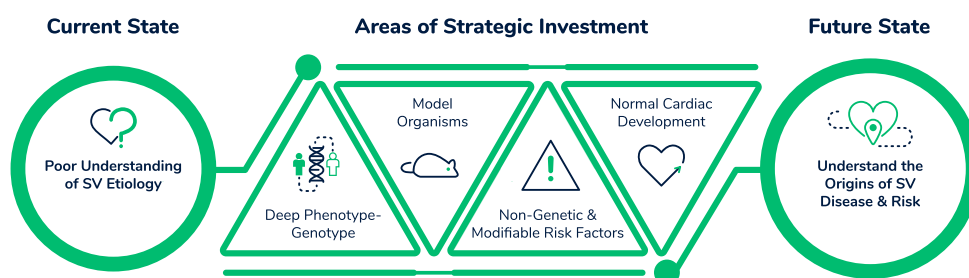 Current State
Areas of Strategic Investment
Future State
Poor Understanding
of SV Etiology
Deep Phenotype-
Genotype
Model
Organisms
Non-Genetic &
Modifiable Risk Factors
Normal Cardiac
Development
Understand the
Origins of SV
Disease & Risk